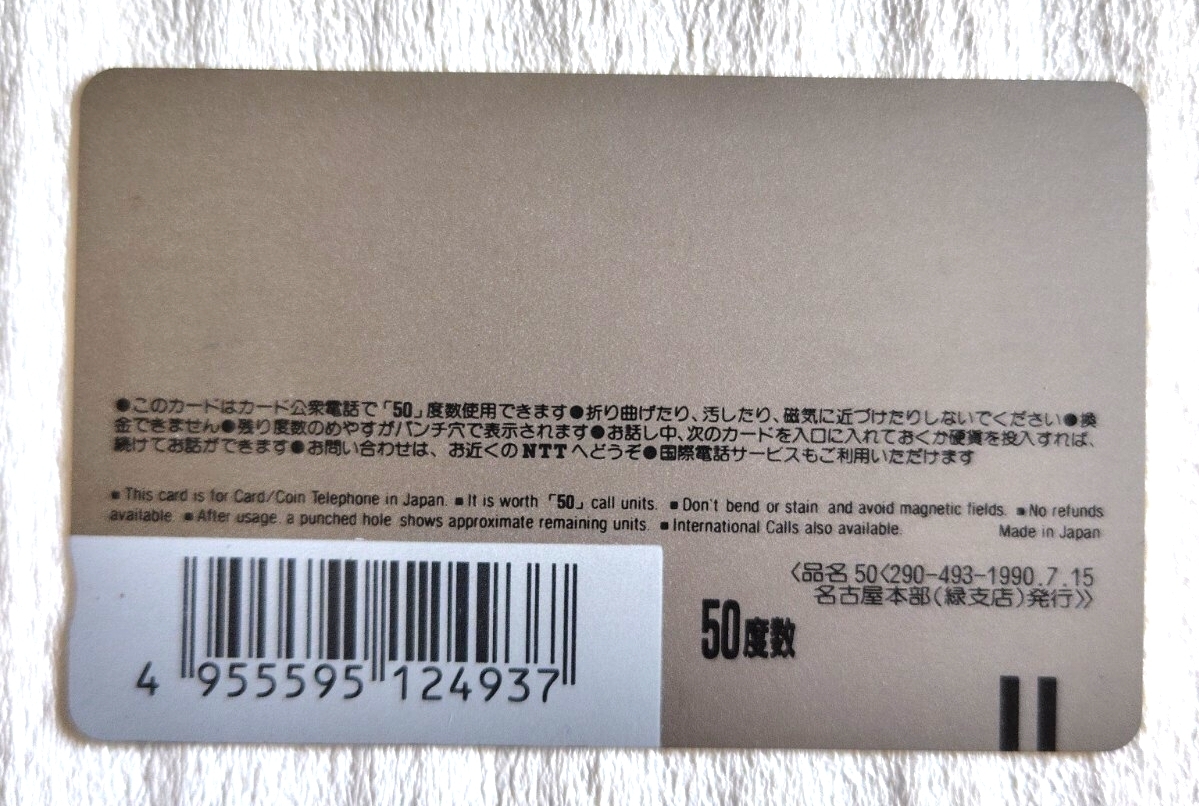 ●このカードはカード公衆電話で「50」度数使用できます●折り曲げたり、汚したり、磁気に近づけたりしないでください●換
金できません●残り度数のめやすがパンチ穴で表示されます●お話し中、次のカードを入口に入れておくか硬貨を投入すれば、
続けてお話ができます●お問い合わせは、お近くのNTTへどうぞ●国際電話サービスもご利用いただけます
■This card is for Card/Coin Telephone in Japan. ■It is worth「50」call units. ■Don't bend or stain and avoid magnetic fields. ■No refunds
available. ■After usage, a punched hole shows approximate remaining units. ■International Calls also available. Made in Japan
〈品名 50〈290-493-1990.7.15
名古屋本部(緑支店)発行》
50度数
4 955595 124937